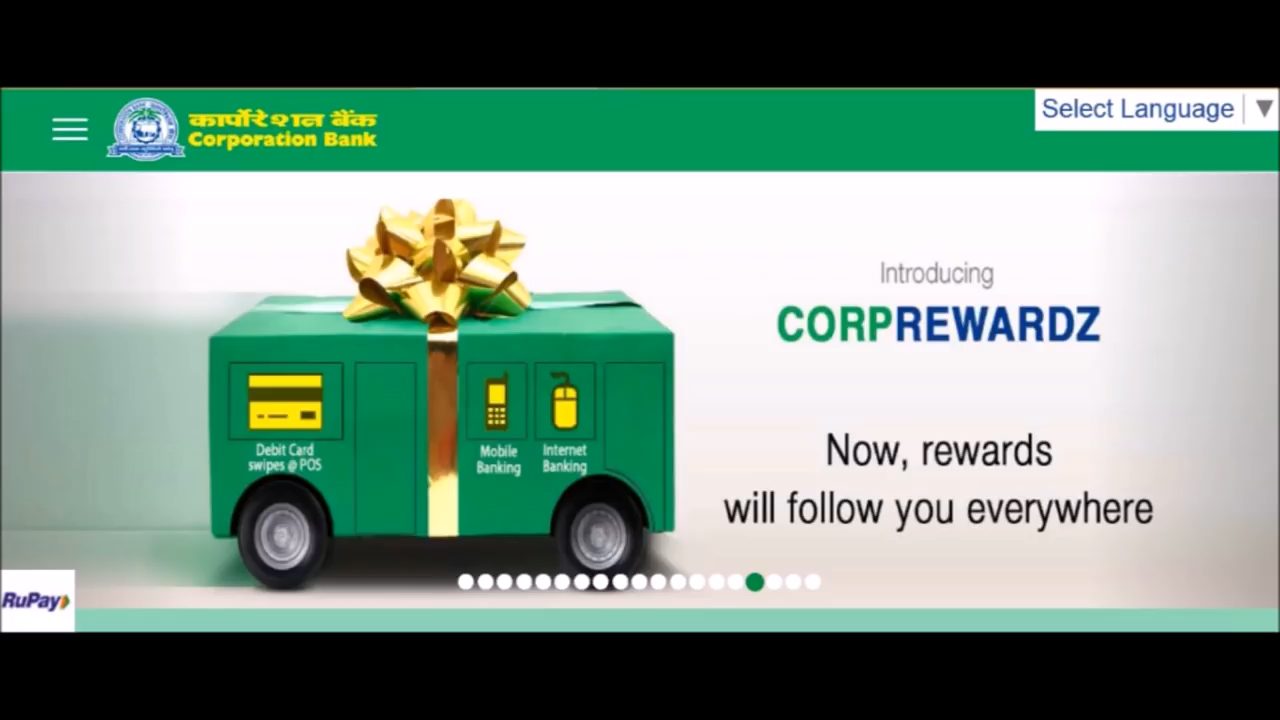 कार्पोरेशन बैंक
Corporation Bank
Select Language
Introducing
CORPREWARDZ
Now, rewards
will follow you everywhere
Debit Card
swipes @ POS
Mobile
Banking
Internet
Banking
RuPay